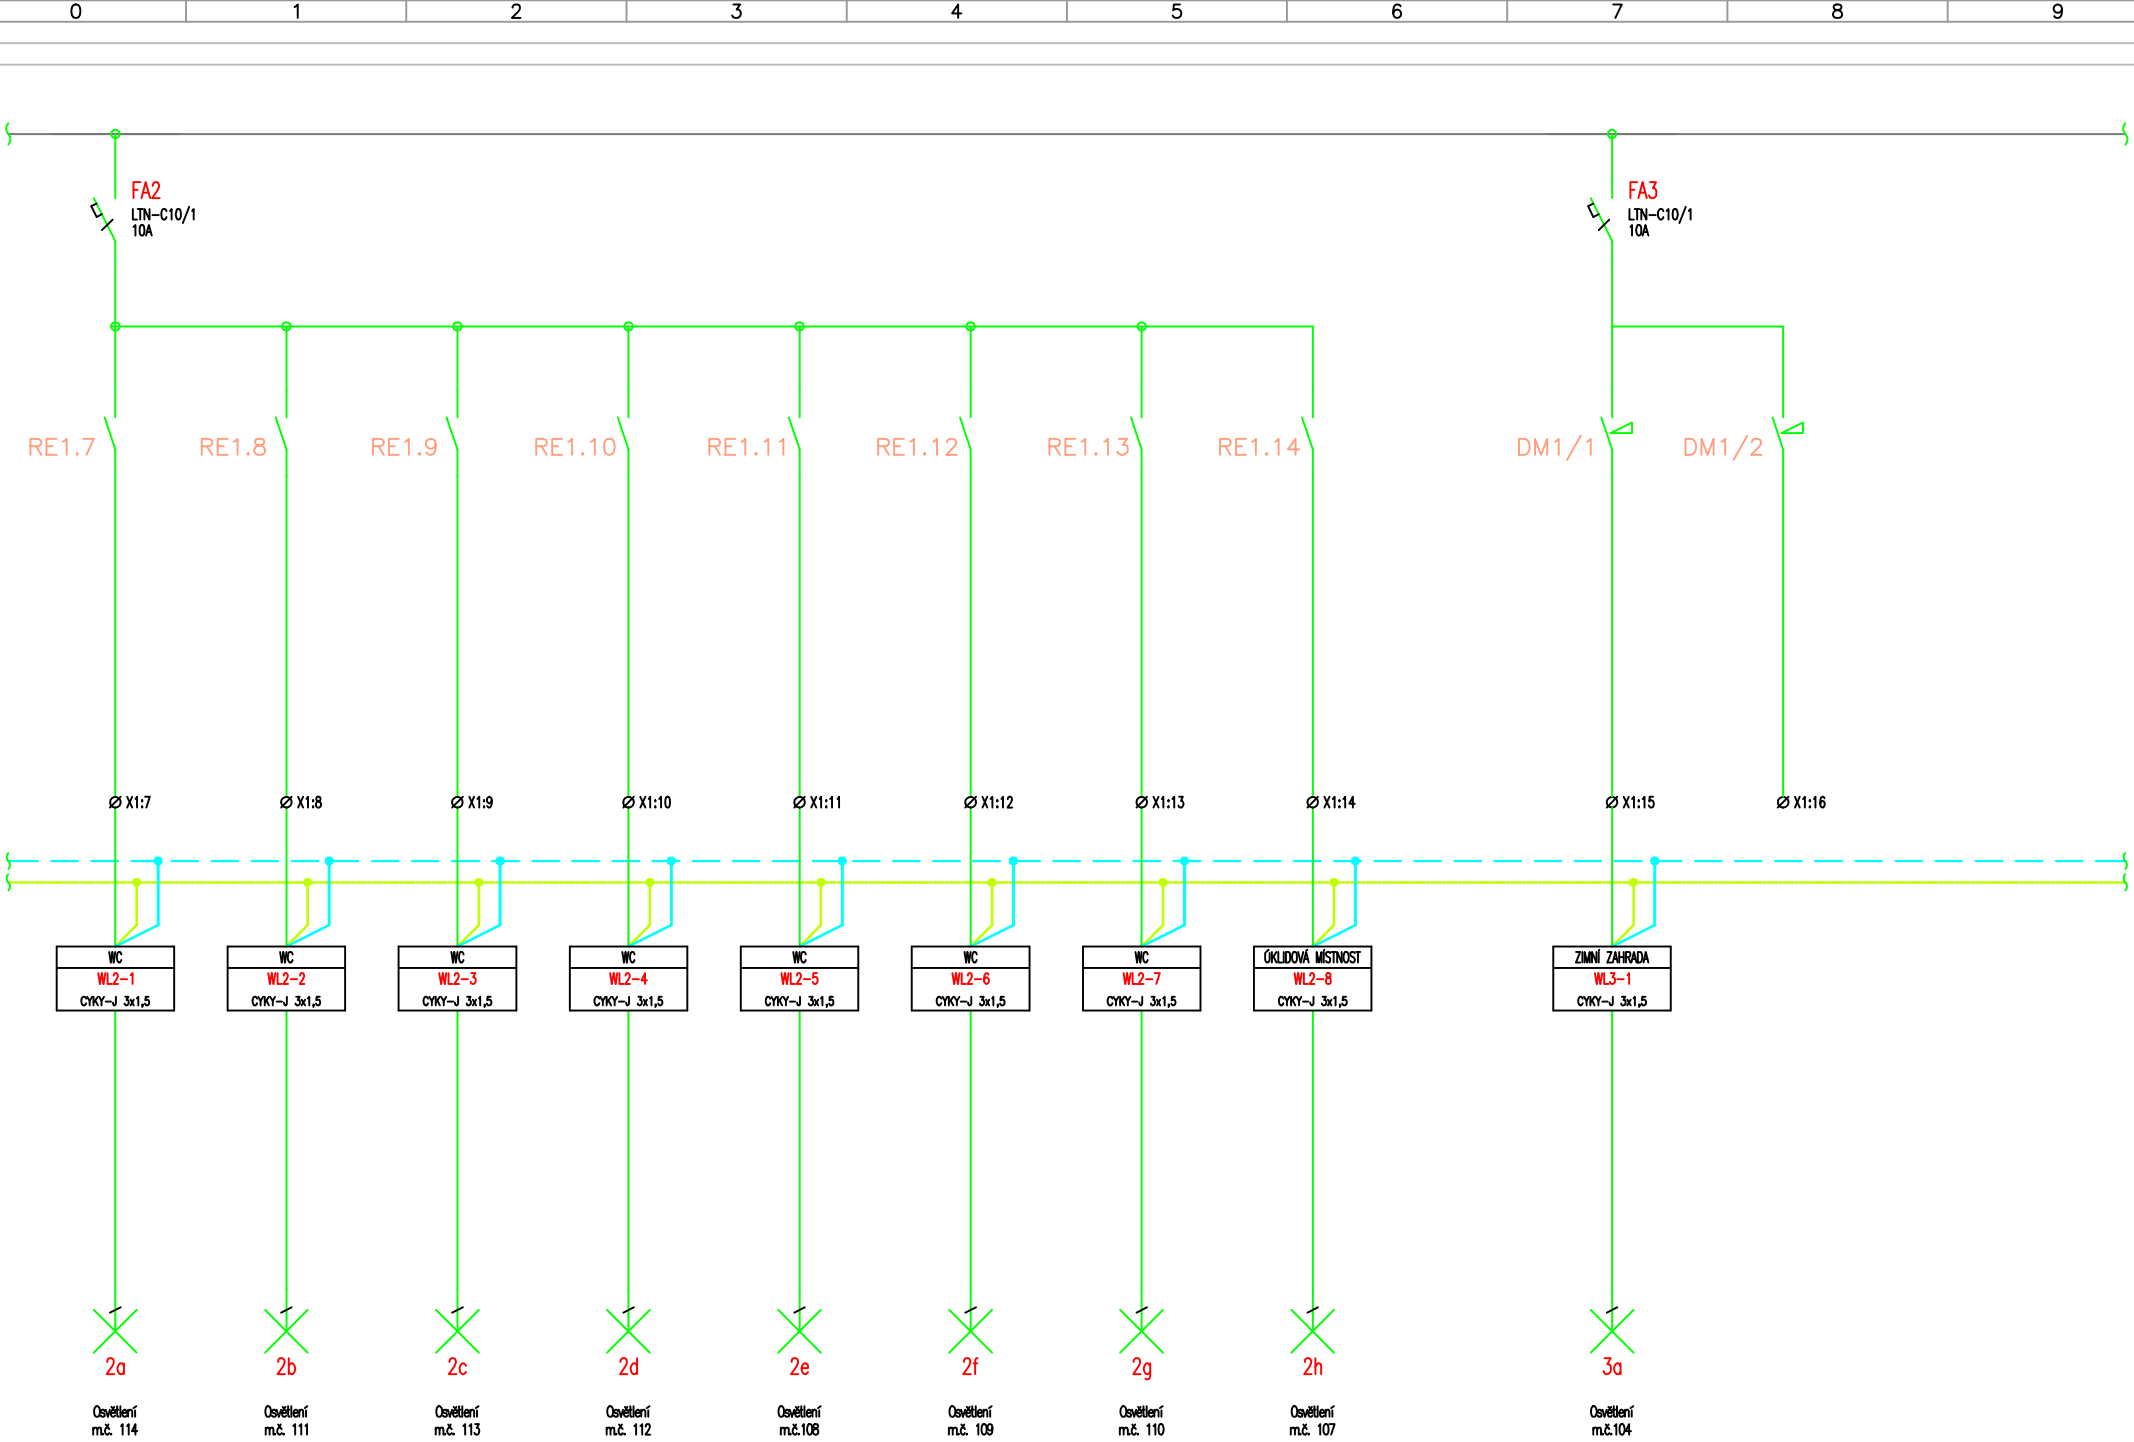 0 1 2 3 4 5 6 7 8 9
FA2 FA3
LTN-C10/1 LTN-C10/1
10A 10A
RE1.7 RE1.8 RE1.9 RE1.10 RE1.11 RE1.12 RE1.13 RE1.14 DM1/1 DM1/2
X1:7 X1:8 X1:9 X1:10 X1:11 X1:12 X1:13 X1:14 X1:15 X1:16
WC WC WC WC WC WC WC ÚKLIDOVÁ MÍSTNOST ZIMNÍ ZAHRADA
WL2-1 WL2-2 WL2-3 WL2-4 WL2-5 WL2-6 WL2-7 WL2-8 WL3-1
CYKY-J 3x1,5 CYKY-J 3x1,5 CYKY-J 3x1,5 CYKY-J 3x1,5 CYKY-J 3x1,5 CYKY-J 3x1,5 CYKY-J 3x1,5 CYKY-J 3x1,5 CYKY-J 3x1,5
2a 2b 2c 2d 2e 2f 2g 2h 3a
Osvětlení Osvětlení Osvětlení Osvětlení Osvětlení Osvětlení Osvětlení Osvětlení Osvětlení
m.č. 114 m.č. 111 m.č. 113 m.č. 112 m.č.108 m.č. 109 m.č. 110 m.č. 107 m.č.104